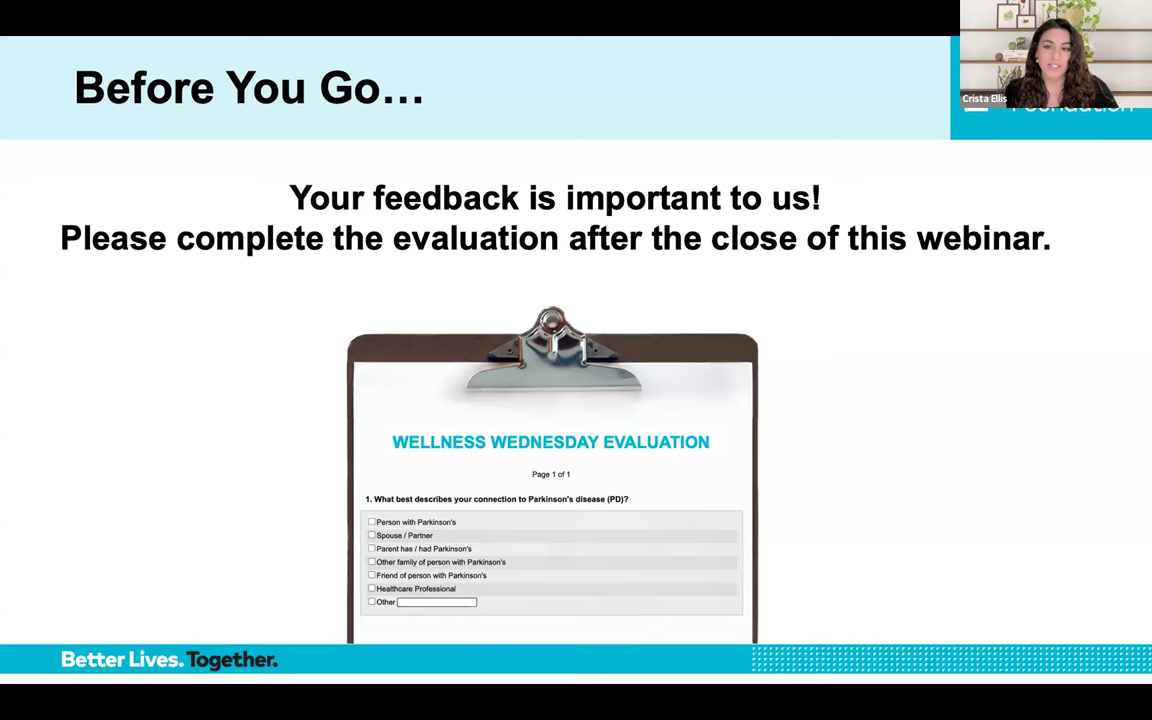 Before You Go…
Crista Ellis
Foundation
Your feedback is important to us!
Please complete the evaluation after the close of this webinar.
WELLNESS WEDNESDAY EVALUATION
Page 1 of 1
1. What best describes your connection to Parkinson's disease (PD)?
Person with Parkinson's
Spouse / Partner
Parent has / had Parkinson's
Other family of person with Parkinson's
Friend of person with Parkinson's
Healthcare Professional
Other
Better Lives. Together.